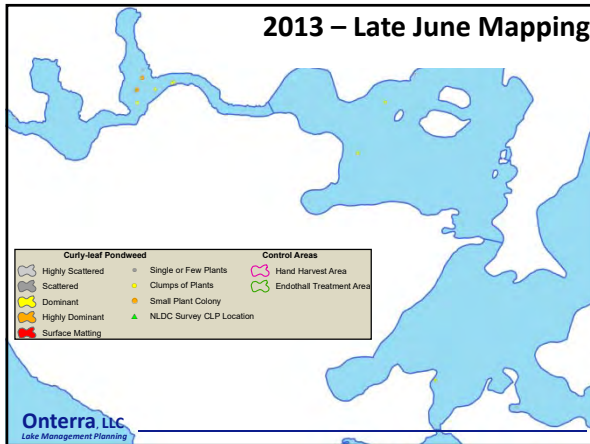 2013 – Late June Mapping
Curly-leaf Pondweed
Control Areas
Highly Scattered
Single or Few Plants
Hand Harvest Area
Scattered
Clumps of Plants
Endothall Treatment Area
Dominant
Small Plant Colony
Highly Dominant
NLDC Survey CLP Location
Surface Matting
Onterra, LLC
Lake Management Planning